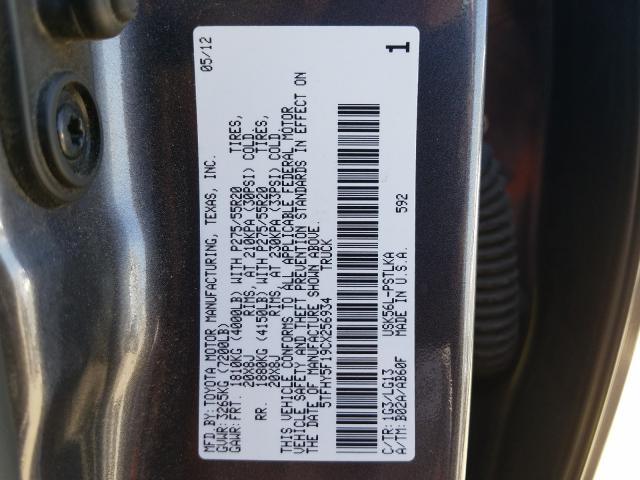 MFD.BY:TOYOTA MOTOR MANUFACTURING, TEXAS, INC. 05/12
GVWR: 3265KG (7200LB)
GAWR: FRT. 1810KG (4000LB) WITH P275/55R20 TIRES,
20X8J RIMS, AT 210KPA (30PSI) COLD
RR. 1880KG (4150LB) WITH P275/55R20 TIRES,
20X8J RIMS, AT 230KPA (33PSI) COLD.
THIS VEHICLE CONFORMS TO ALL APPLICABLE FEDERAL MOTOR
VEHICLE SAFETY AND THEFT PREVENTION STANDARDS IN EFFECT ON
THE DATE OF MANUFACTURE SHOWN ABOVE.
5TFHY5F19CX256934 TRUCK
C/TR: 1G3/LG13 USK56L-PSTLKA
A/TM: B02A/AB60F MADE IN U.S.A. 592
1